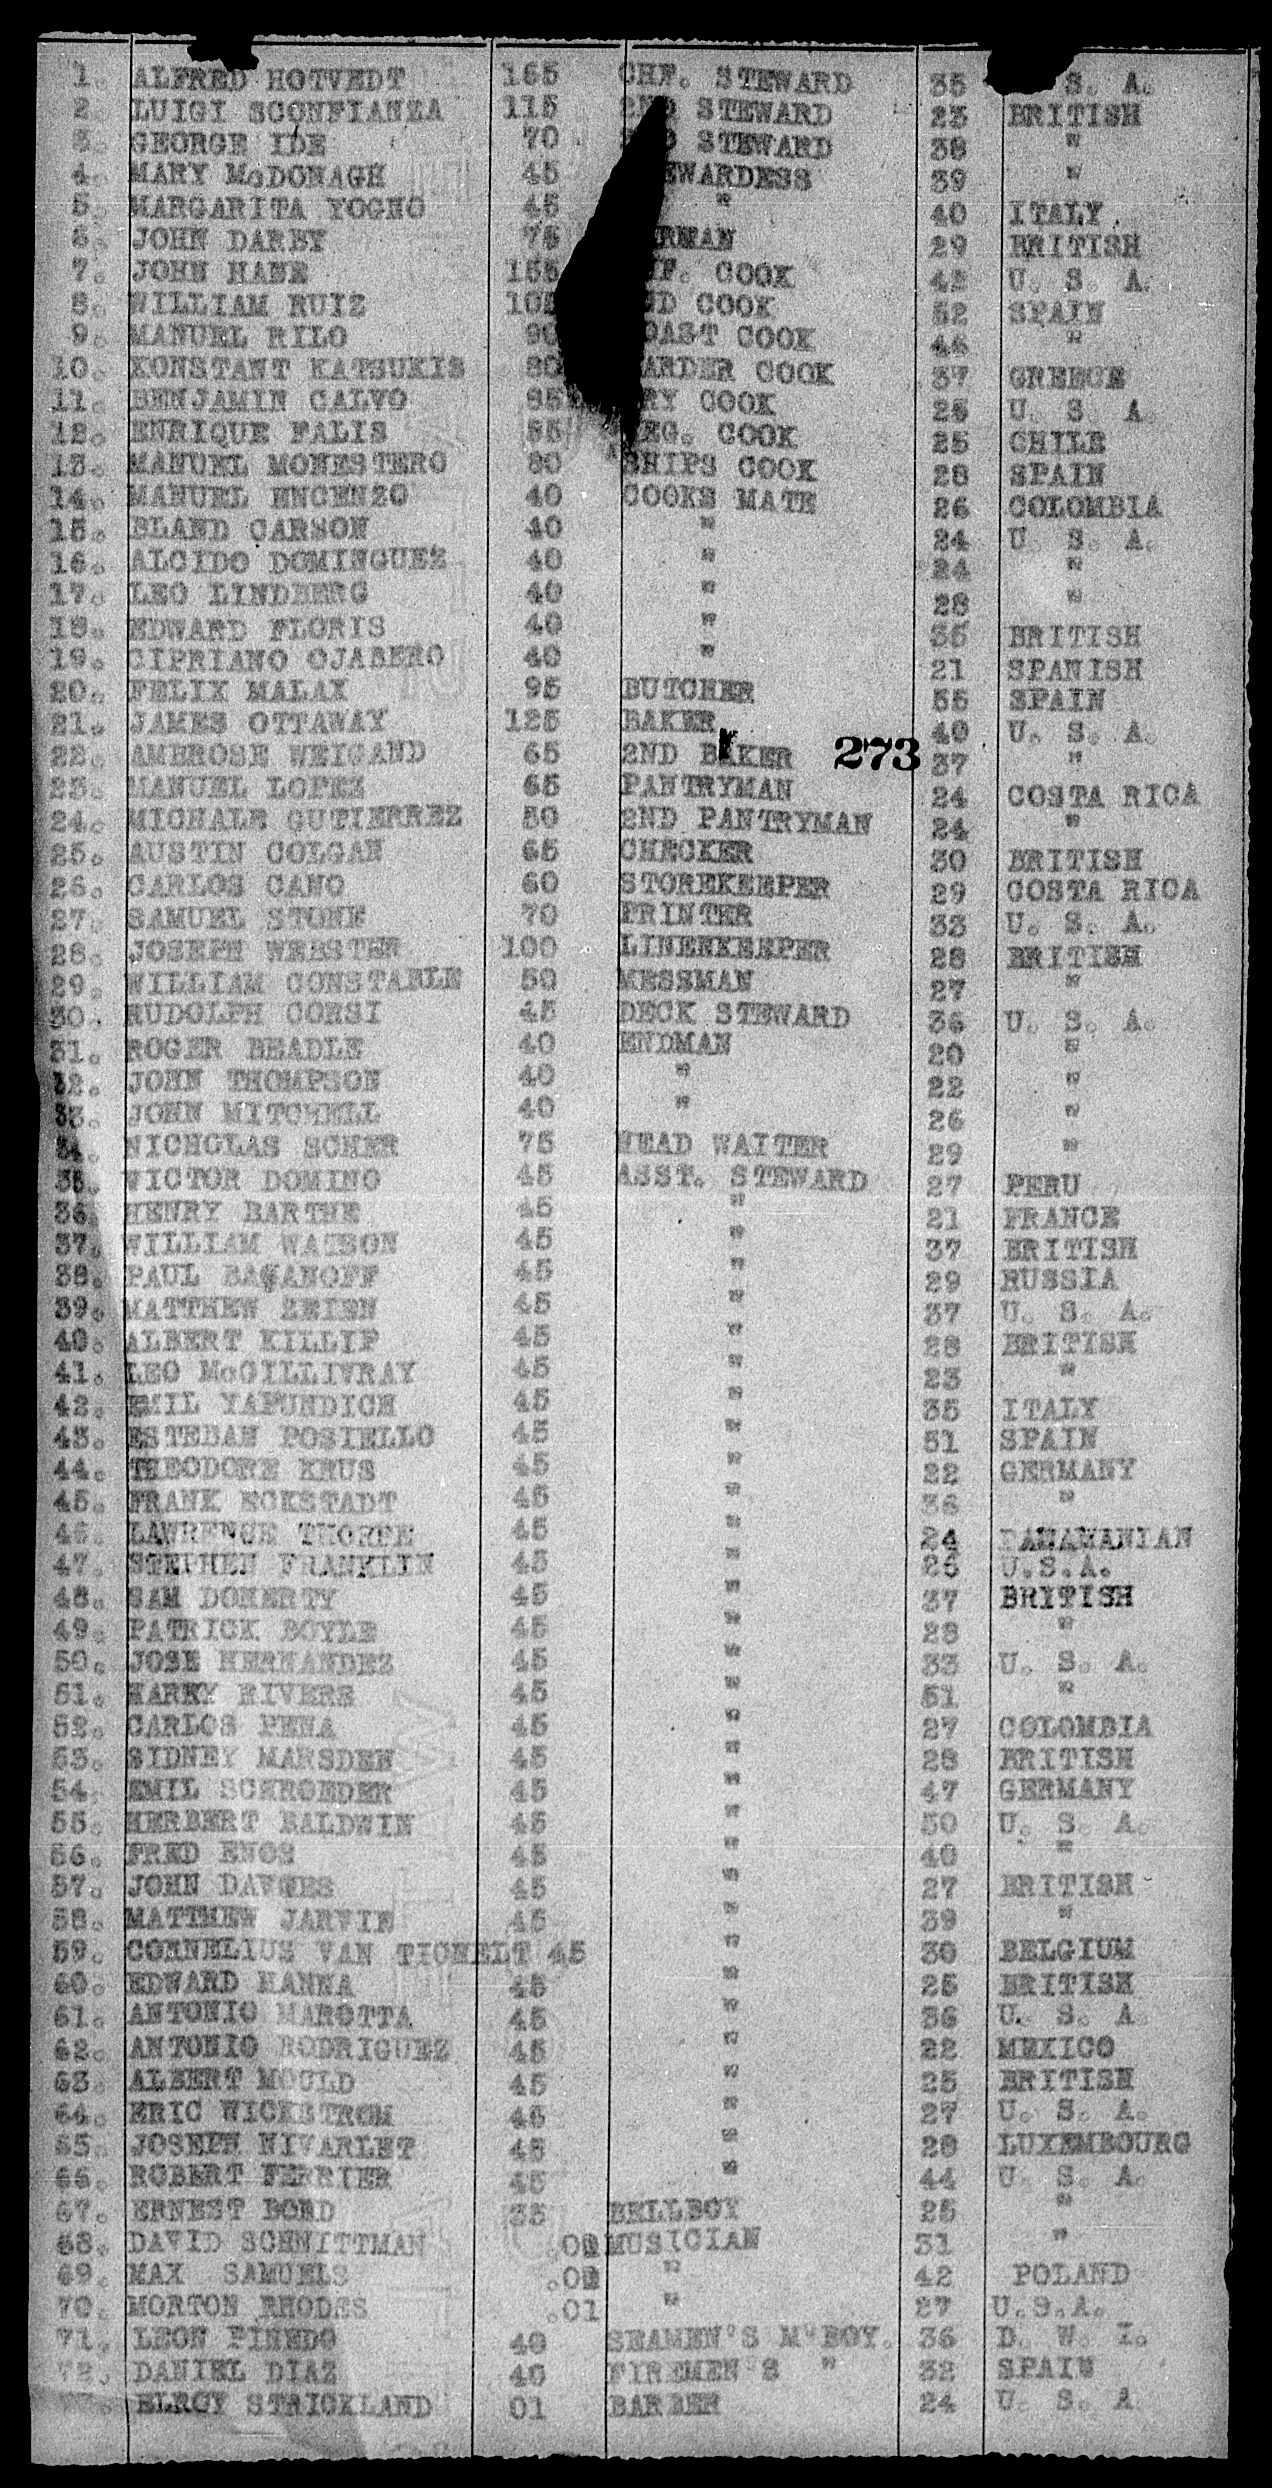 1. ALFRED HOTVEDT 165 CHF. STEWARD 35 S. A.
2. LUIGI SCONFIANZA 115 2ND STEWARD 23 BRITISH
3. GEORGE IDE 70 STEWARD 38 "
4. MARY McDONAGH 45 EWARDESS 39 "
5. MARGARITA YOGNO 45 " 40 ITALY.
6. JOHN DARBY 75 RMAN 29 BRITISH
7. JOHN HANE 155 F. COOK 42 U. S. A.
8. WILLIAM RUIZ 10 D COOK 52 SPAIN
9. MANUEL RILO 90 OAST COOK 46 "
10. KONSTANT KATSUKIS 80 ARDER COOK 37 GREECE
11. BENJAMIN CALVO 85 RY COOK 25 U. S. A.
12. ENRIQUE FALIS 55 EG. COOK 25 CHILE
13. MANUEL MONESTERO 80 SHIPS COOK 28 SPAIN
14. MANUEL ENCENZO 40 COOKS MATE 26 COLOMBIA
15. BLAND CARSON 40 " 24 U. S. A.
16. ALCIDO DOMINGUEZ 40 " 24 "
17. LEO LINDBERG 40 " 28 "
18. EDWARD FLORIS 40 " 35 BRITISH
19. CIPRIANO OJABERO 40 " 21 SPANISH
20. FELIX MALAX 95 BUTCHER 55 SPAIN
21. JAMES OTTAWAY 125 BAKER 40 U. S. A.
22. AMBROSE WEIGAND 65 2ND BAKER 273 37 "
23. MANUEL LOPEZ 65 PANTRYMAN 24 COSTA RICA
24. MICHALE GUTIERREZ 50 2ND PANTRYMAN 24 "
25. AUSTIN COLGAN 65 CHECKER 30 BRITISH
26. CARLOS CANO 60 STOREKEEPER 29 COSTA RICA
27. SAMUEL STONE 70 PRINTER 33 U. S. A.
28. JOSEPH WEBSTER 100 LINENKEEPER 28 BRITISH
29. WILLIAM CONSTABLE 50 MESSMAN 27 "
30. RUDOLPH CORSI 45 DECK STEWARD 36 U. S. A.
31. ROGER BEADLE 40 ENDMAN 20 "
32. JOHN THOMPSON 40 " 22 "
33. JOHN MITCHELL 40 " 26 "
34. NICHOLAS SCHER 75 HEAD WAITER 29 "
35. VICTOR DOMINO 45 ASST. STEWARD 27 PERU
36. HENRY BARTHE 45 " 21 FRANCE
37. WILLIAM WATSON 45 " 37 BRITISH
38. PAUL BAGANOFF 45 " 29 RUSSIA
39. MATTHEW ZEIEN 45 " 37 U. S. A.
40. ALBERT KILLIP 45 " 28 BRITISH
41. LEO McGILLIVRAY 45 " 23 "
42. EMIL YAPUNDICH 45 " 35 ITALY
43. ESTEBAN POSIELLO 45 " 51 SPAIN
44. THEODORE KRUS 45 " 22 GERMANY
45. FRANK ECKSTADT 45 " 36 "
46. LAWRENCE THORPE 45 " 24 PANAMANIAN
47. STEPHEN FRANKLIN 45 " 26 U.S.A.
48. SAM DOHERTY 45 " 37 BRITISH
49. PATRICK BOYLE 45 " 28 "
50. JOSE HERNANDEZ 45 " 33 U. S. A.
51. HARRY RIVERS 45 " 51 "
52. CARLOS PENA 45 " 27 COLOMBIA
53. SIDNEY MARSDEN 45 " 28 BRITISH
54. EMIL SCHROEDER 45 " 47 GERMANY
55. HERBERT BALDWIN 45 " 50 U. S. A.
56. FRED ENOS 45 " 40 "
57. JOHN DAWNES 45 " 27 BRITISH
58. MATTHEW JARVIN 45 " 39 "
59. CORNELIUS VAN TICHELT 45 " 30 BELGIUM
60. EDWARD HANNA 45 " 25 BRITISH
61. ANTONIO MAROTTA 45 " 36 U. S. A.
62. ANTONIO RODRIGUEZ 45 " 22 MEXICO
63. ALBERT MOULD 45 " 25 BRITISH
64. ERIC WICKSTROM 45 " 27 U. S. A.
65. JOSEPH NIVARLET 45 " 28 LUXEMBOURG
66. ROBERT FERRIER 45 " 44 U. S. A.
67. ERNEST BORD 35 BELLBOY 25 "
68. DAVID SCHNITTMAN .01 MUSICIAN 31 "
69. MAX SAMUELS .01 " 42 POLAND
70. MORTON RHODES .01 " 27 U.S.A.
71. LEON PINEDO 40 SEAMEN'S M'BOY. 36 D. W. I.
72. DANIEL DIAZ 40 FIREMEN'S " 32 SPAIN
ELROY STRICKLAND 01 BARBER 24 U. S. A